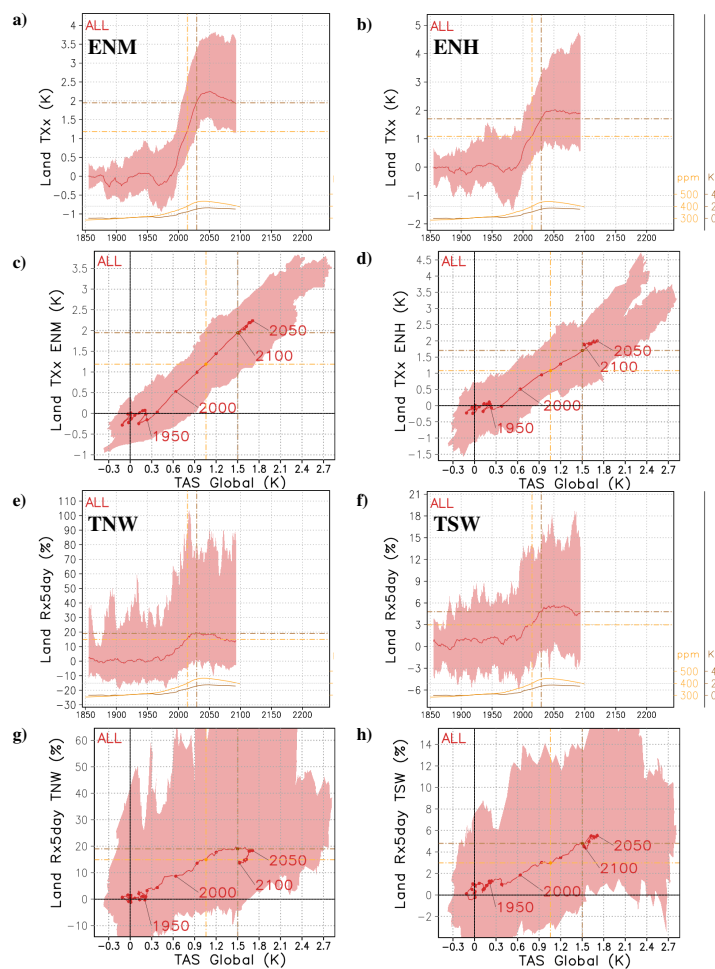 a)
ALL
ENM
Land TXx (K)
4
3.5
3
2.5
2
1.5
1
0.5
0
-0.5
-1
1850 1900 1950 2000 2050 2100 2150 2200
b)
ALL
ENH
Land TXx (K)
5
4
3
2
1
0
-1
-2
1850 1900 1950 2000 2050 2100 2150 2200
ppm K
500 4
400 2
300 0
c)
ALL
Land TXx ENM (K)
3.5
3
2.5
2
1.5
1
0.5
0
-0.5
-1
2050
2100
2000
1950
-0.3 0 0.3 0.6 0.9 1.2 1.5 1.8 2.1 2.4 2.7
TAS Global (K)
d)
ALL
Land TXx ENH (K)
4.5
4
3.5
3
2.5
2
1.5
1
0.5
0
-0.5
-1
-1.5
2050
2100
2000
1950
-0.3 0 0.3 0.6 0.9 1.2 1.5 1.8 2.1 2.4 2.7
TAS Global (K)
e)
ALL
TNW
Land Rx5day (%)
110
100
90
80
70
60
50
40
30
20
10
0
-10
-20
-30
1850 1900 1950 2000 2050 2100 2150 2200
f)
ALL
TSW
Land Rx5day (%)
21
18
15
12
9
6
3
0
-3
-6
1850 1900 1950 2000 2050 2100 2150 2200
ppm K
500 4
400 2
300 0
g)
ALL
Land Rx5day TNW (%)
60
50
40
30
20
10
0
-10
2050
2100
2000
1950
-0.3 0 0.3 0.6 0.9 1.2 1.5 1.8 2.1 2.4 2.7
TAS Global (K)
h)
ALL
Land Rx5day TSW (%)
14
12
10
8
6
4
2
0
-2
2050
2100
2000
1950
-0.3 0 0.3 0.6 0.9 1.2 1.5 1.8 2.1 2.4 2.7
TAS Global (K)